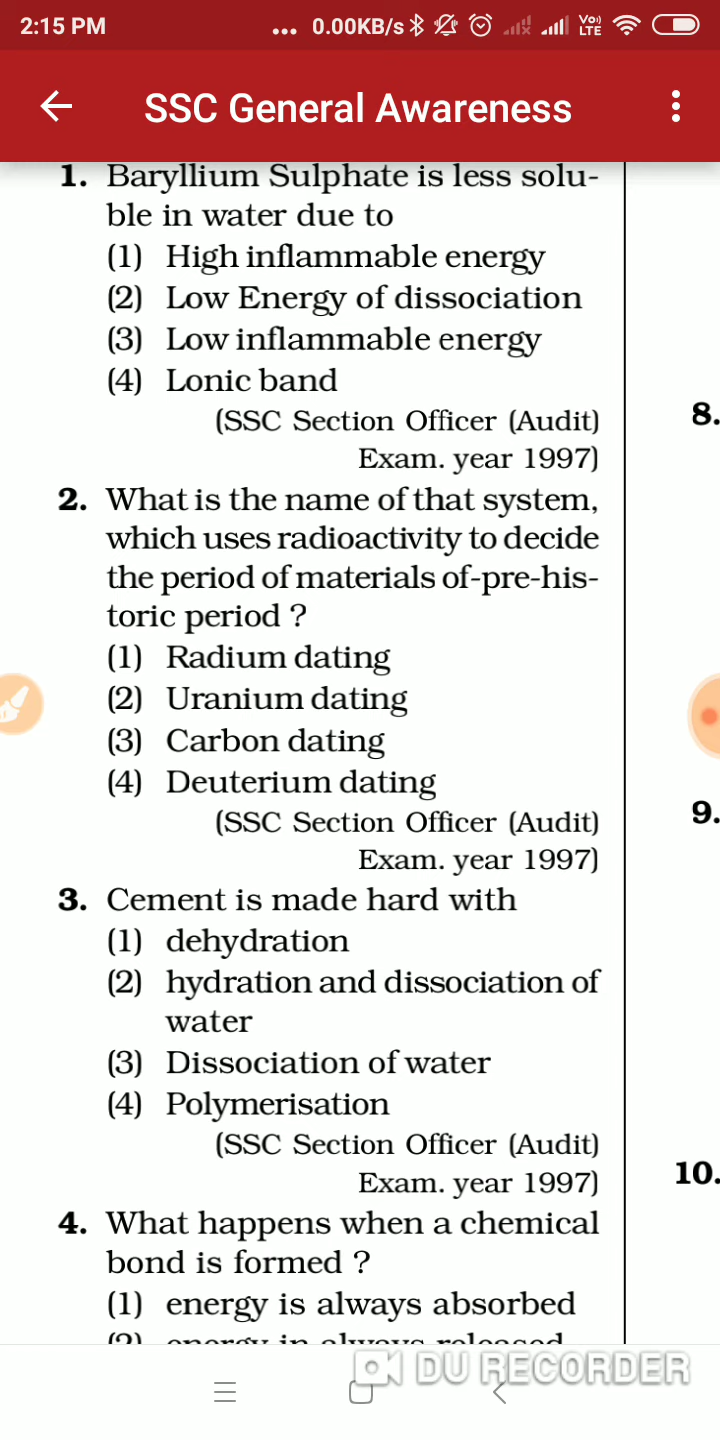 2:15 PM
... 0.00KB/s
Vo))
LTE
SSC General Awareness
1. Baryllium Sulphate is less solu-
ble in water due to
(1) High inflammable energy
(2) Low Energy of dissociation
(3) Low inflammable energy
(4) Lonic band
(SSC Section Officer (Audit)
Exam. year 1997)
2. What is the name of that system,
which uses radioactivity to decide
the period of materials of-pre-his-
toric period ?
(1) Radium dating
(2) Uranium dating
(3) Carbon dating
(4) Deuterium dating
(SSC Section Officer (Audit)
Exam. year 1997)
3. Cement is made hard with
(1) dehydration
(2) hydration and dissociation of
water
(3) Dissociation of water
(4) Polymerisation
(SSC Section Officer (Audit)
Exam. year 1997)
4. What happens when a chemical
bond is formed ?
(1) energy is always absorbed
(2) energy in always released
8.
9.
10.
DU RECORDER